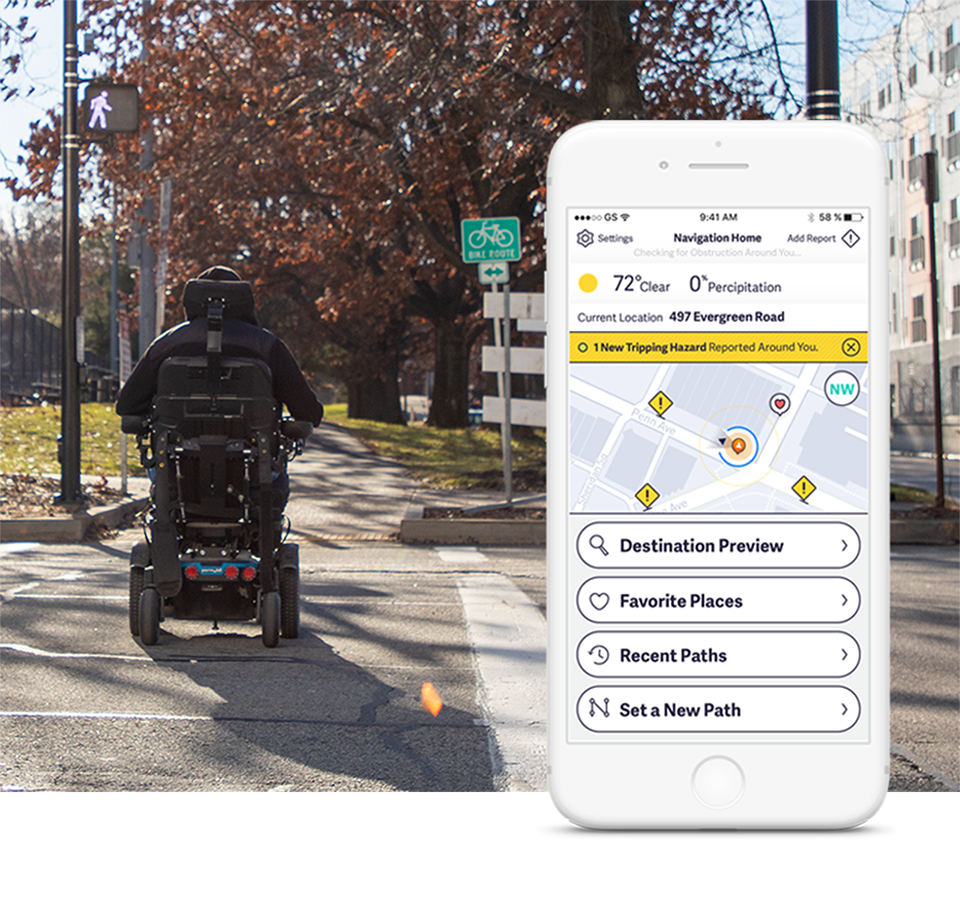 BIKE ROUTE
GS 9:41 AM 58 %
Settings Navigation Home Add Report
Checking for Obstruction Around You...
72° Clear 0% Percipitation
Current Location 497 Evergreen Road
1 New Tripping Hazard Reported Around You.
NW
Penn Ave
Ave
Destination Preview
Favorite Places
Recent Paths
Set a New Path